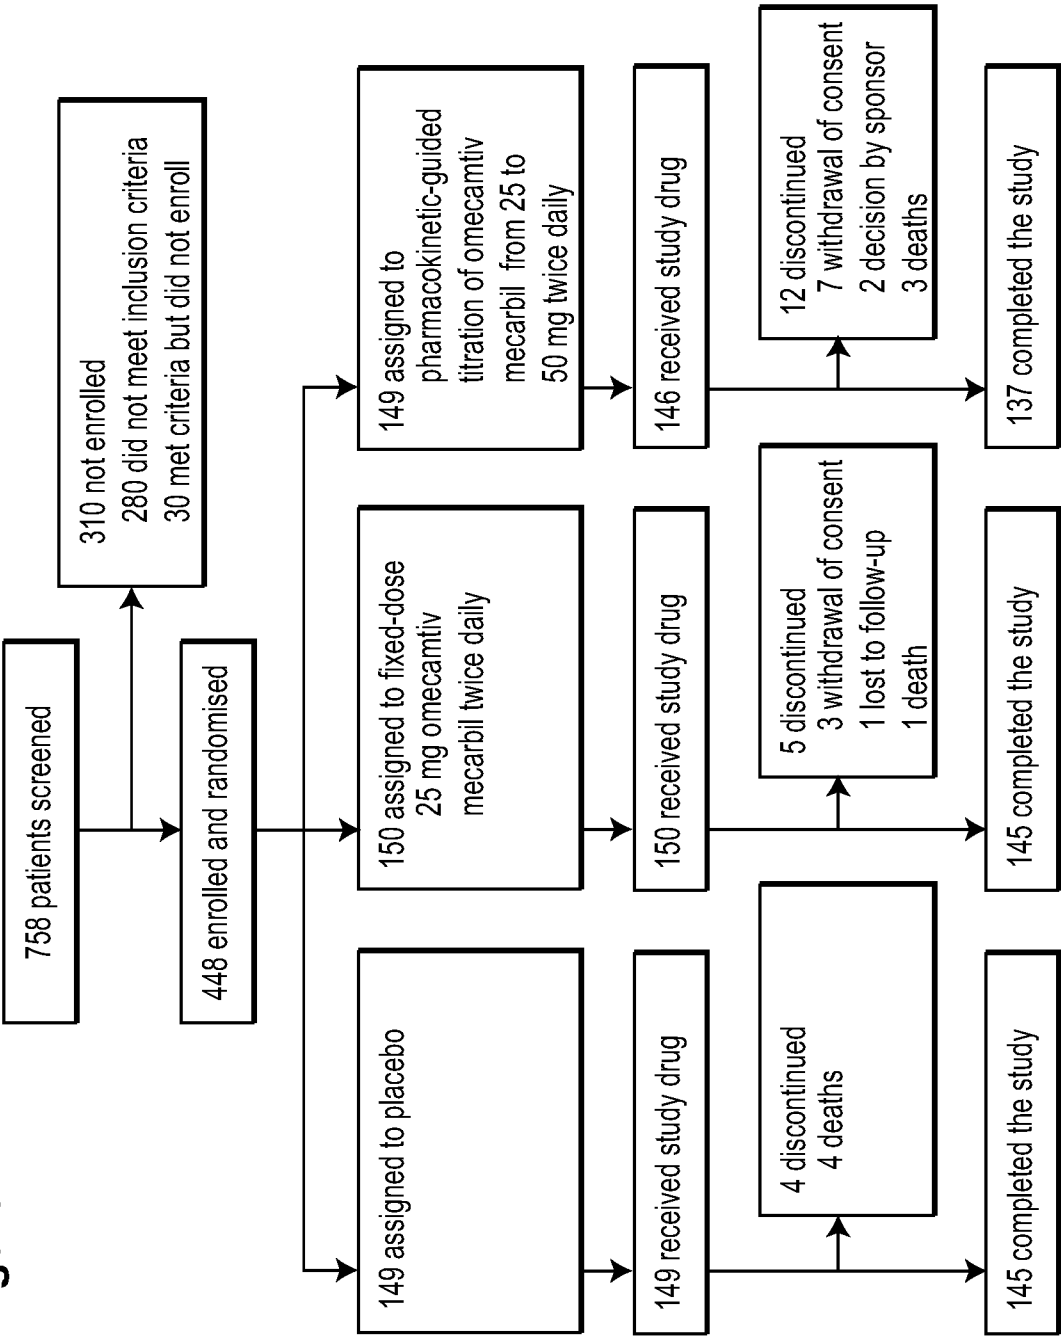 758 patients screened
310 not enrolled
280 did not meet inclusion criteria
30 met criteria but did not enroll
448 enrolled and randomised
149 assigned to placebo
150 assigned to fixed-dose
25 mg omecamtiv
mecarbil twice daily
149 assigned to
pharmacokinetic-guided
titration of omecamtiv
mecarbil from 25 to
50 mg twice daily
149 received study drug
150 received study drug
146 received study drug
4 discontinued
4 deaths
5 discontinued
3 withdrawal of consent
1 lost to follow-up
1 death
12 discontinued
7 withdrawal of consent
2 decision by sponsor
3 deaths
145 completed the study
145 completed the study
137 completed the study